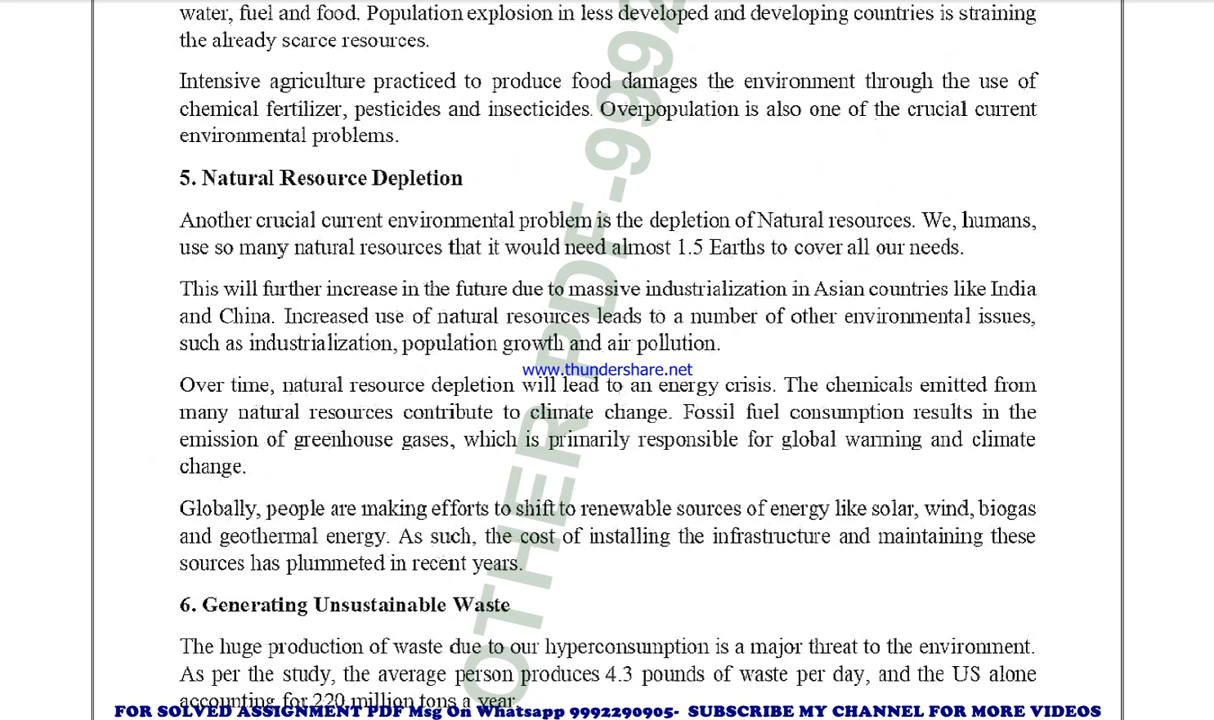 water, fuel and food. Population explosion in less developed and developing countries is straining
the already scarce resources.
Intensive agriculture practiced to produce food damages the environment through the use of
chemical fertilizer, pesticides and insecticides. Overpopulation is also one of the crucial current
environmental problems.
5. Natural Resource Depletion
Another crucial current environmental problem is the depletion of Natural resources. We, humans,
use so many natural resources that it would need almost 1.5 Earths to cover all our needs.
This will further increase in the future due to massive industrialization in Asian countries like India
and China. Increased use of natural resources leads to a number of other environmental issues,
such as industrialization, population growth and air pollution.
www.thundershare.net
Over time, natural resource depletion will lead to an energy crisis. The chemicals emitted from
many natural resources contribute to climate change. Fossil fuel consumption results in the
emission of greenhouse gases, which is primarily responsible for global warming and climate
change.
Globally, people are making efforts to shift to renewable sources of energy like solar, wind, biogas
and geothermal energy. As such, the cost of installing the infrastructure and maintaining these
sources has plummeted in recent years.
6. Generating Unsustainable Waste
The huge production of waste due to our hyperconsumption is a major threat to the environment.
As per the study, the average person produces 4.3 pounds of waste per day, and the US alone
accounting for 220 million tons a year.
FOR SOLVED ASSIGNMENT PDF Msg On Whatsapp 9992290905- SUBSCRIBE MY CHANNEL FOR MORE VIDEOS
OTHER PDF-9992